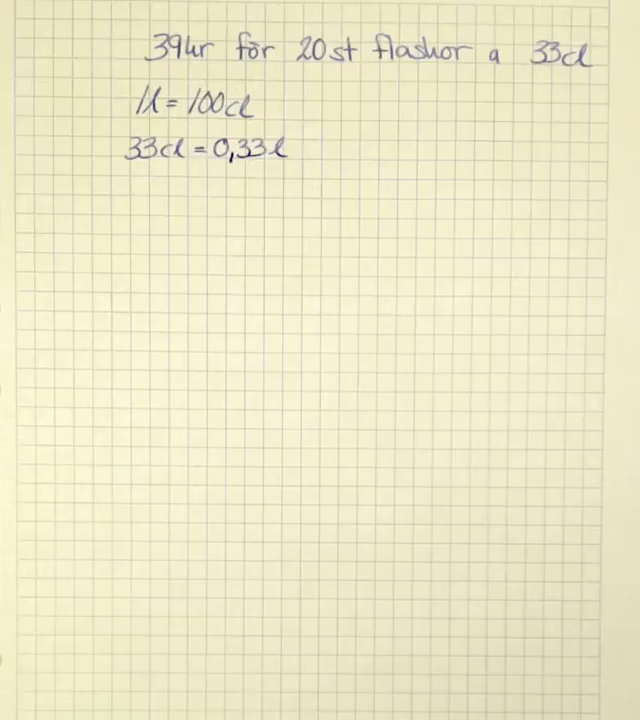 39kr för 20st flaskor a 33cl
1l = 100cl
33cl = 0,33l